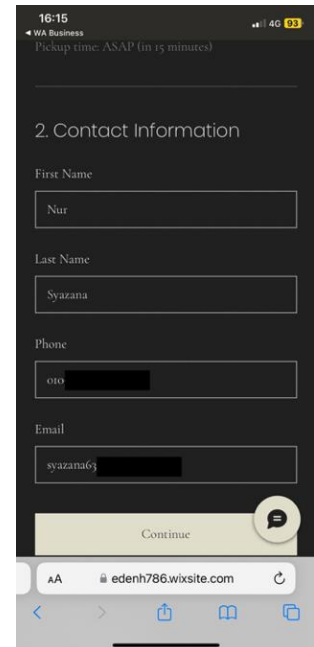 16:15
4G 93
◀ WA Business
Pickup time: ASAP (in 15 minutes)
2. Contact Information
First Name
Nur
Last Name
Syazana
Phone
010
Email
syazana63
Continue
AA edenh786.wixsite.com